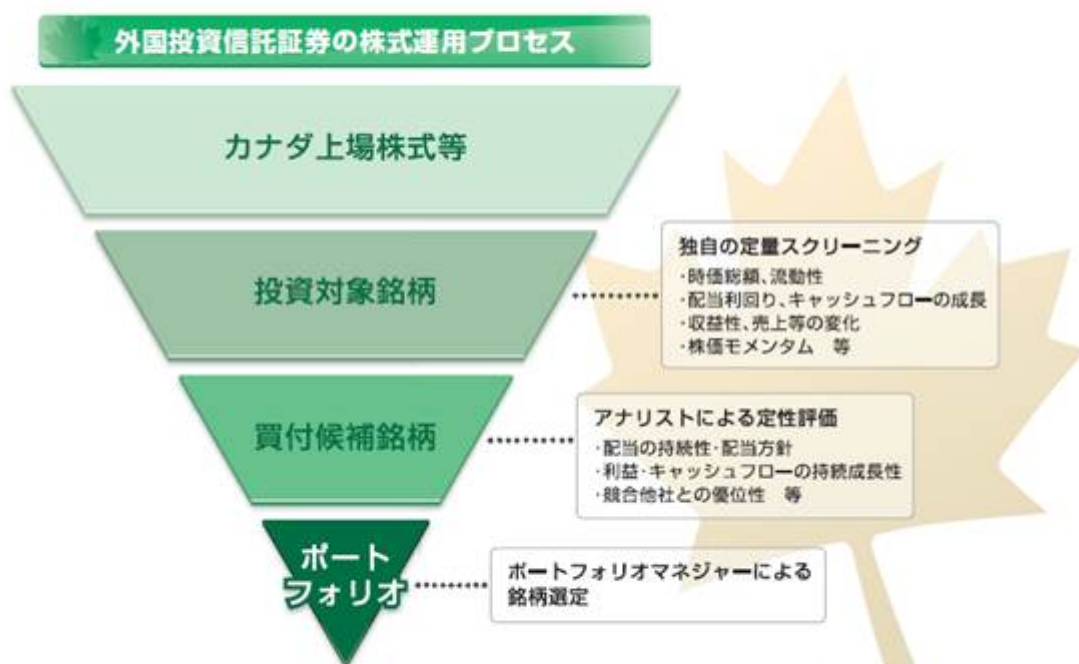 外国投資信託証券の株式運用プロセス
カナダ上場株式等
投資対象銘柄
独自の定量スクリーニング
・時価総額、流動性
・配当利回り、キャッシュフローの成長
・収益性、売上等の変化
・株価モメンタム　等
買付候補銘柄
アナリストによる定性評価
・配当の持続性・配当方針
・利益・キャッシュフローの持続成長性
・競合他社との優位性　等
ポート
フォリオ
ポートフォリオマネジャーによる
銘柄選定